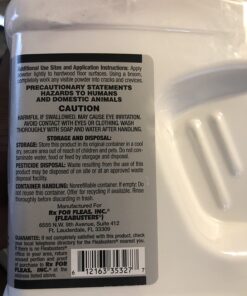 Additional Use Sites and Application Instructions: Apply
powder lightly to hardwood floor surfaces. Using a broom,
completely work any visible powder into cracks and crevices.
PRECAUTIONARY STATEMENTS
HAZARDS TO HUMANS
AND DOMESTIC ANIMALS
CAUTION
HARMFUL IF SWALLOWED. MAY CAUSE EYE IRRITATION.
AVOID CONTACT WITH EYES OR CLOTHING WASH
THOROUGHLY WITH SOAP AND WATER AFTER HANDLING.
STORAGE AND DISPOSAL:
STORAGE: Store this product in its original container in a cool
dry, secure area out of reach of children and pets. Do not con-
taminate water, food or feed by storage and disposal.
PESTICIDE DISPOSAL: Waste resulting from the use of this
product may be disposed of on site or at an approved waste
disposal facility.
CONTAINER HANDLING: Nonrefillable container. If empty: Do
not reuse this container. Offer for recycling if available. Rinse
thoroughly before discarding in trash.
Manufactured For
Rx FOR FLEAS, INC.®
(FLEABUSTERS®)
6555 N.W. 9th Avenue, Suite 412
Ft. Lauderdale, FL 33309
GUARANTEE: If not completely satisfied with this product, check
your local telephone directory for the Fleabusters® nearest you.
If there is no Fleabusters®
office in your area, return
unused portion and proof
of purchase to
Rx FOR FLEAS, INC.®
at address listed above
for a refund.
6 12163 35327 7